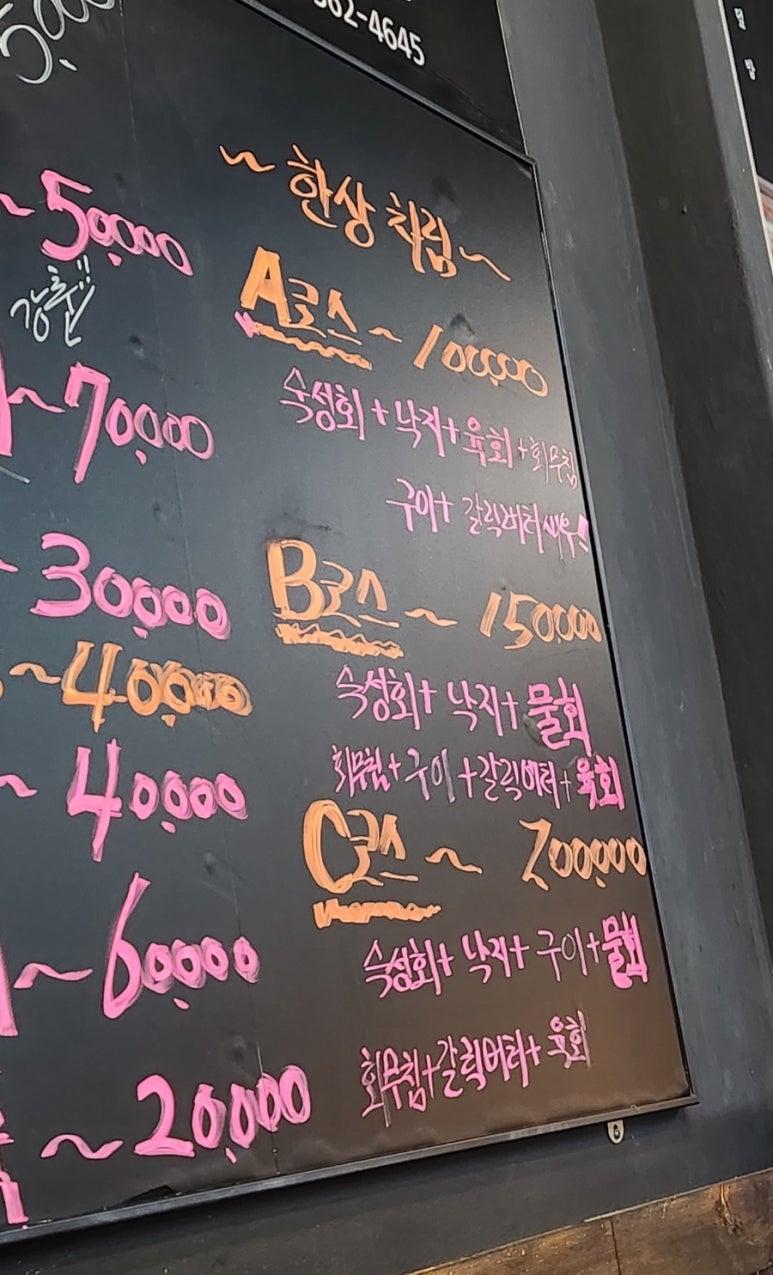 5000
362-4645
~50,000
강추!!
~70,000
~30,000
~40,000
~40,000
~60,000
~20,000
~한상 차림~
A코스~100,000
숙성회+낙지+육회+회무침
구이+갈릭버터새우!
B코스~150,000
숙성회+낙지+물회
회무침+구이+갈릭버터+육회
C코스~200,000
숙성회+낙지+구이+물회
회무침+갈릭버터+육회